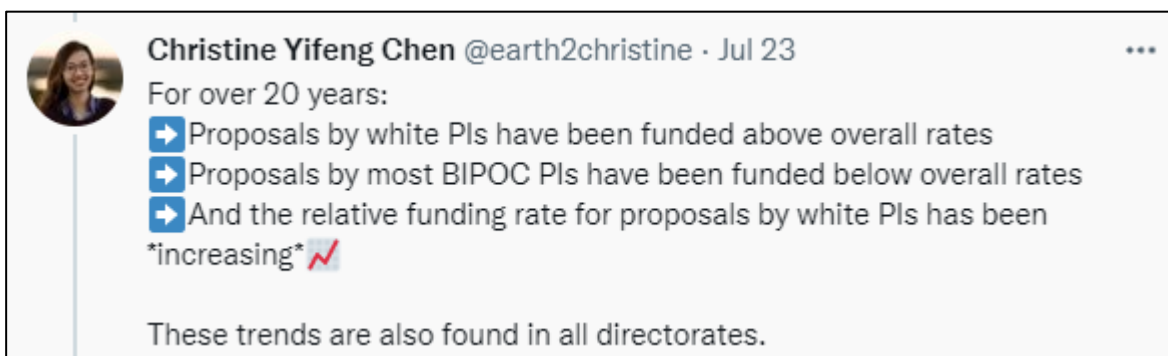 Christine Yifeng Chen @earth2christine · Jul 23
For over 20 years:
➡️Proposals by white PIs have been funded above overall rates
➡️Proposals by most BIPOC PIs have been funded below overall rates
➡️And the relative funding rate for proposals by white PIs has been
*increasing*📈
These trends are also found in all directorates.